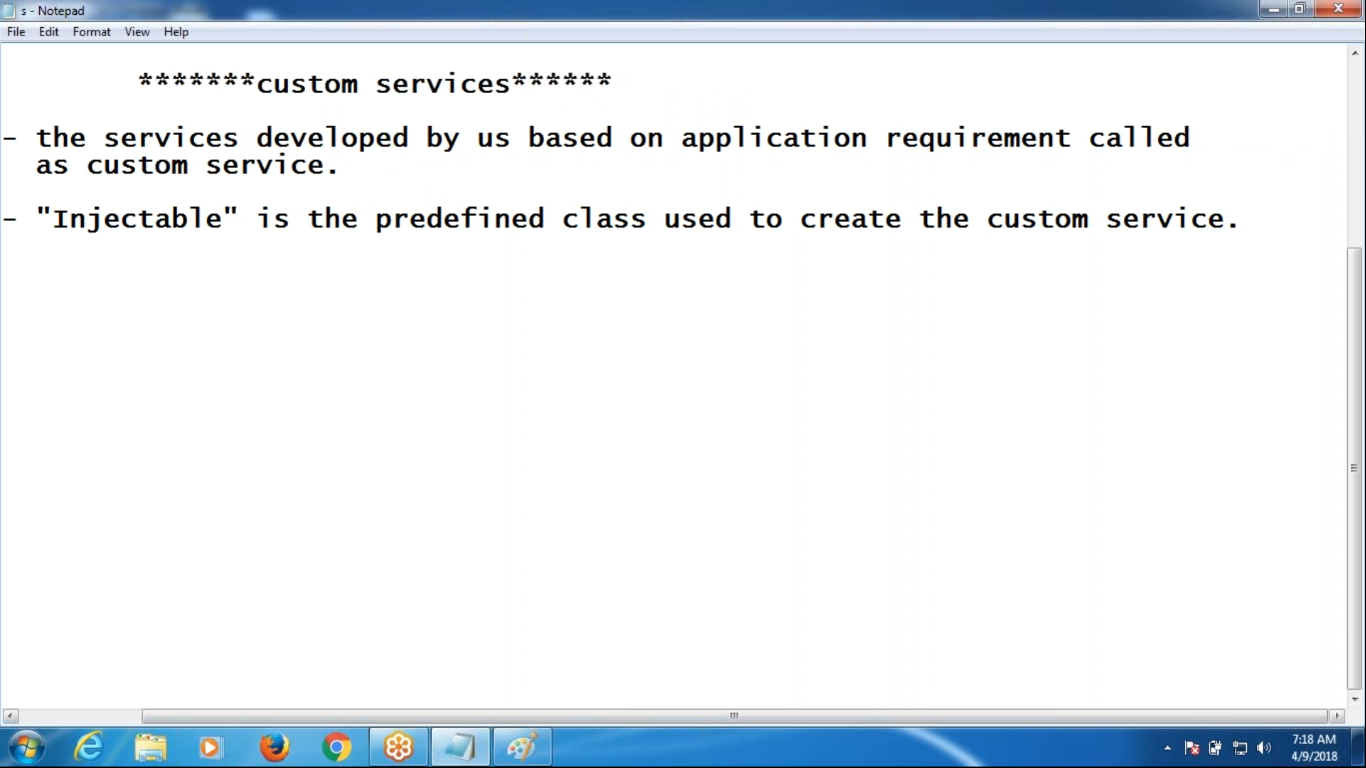 s - Notepad
File Edit Format View Help
*******custom services******
- the services developed by us based on application requirement called
as custom service.
- "Injectable" is the predefined class used to create the custom service.
7:18 AM
4/9/2018